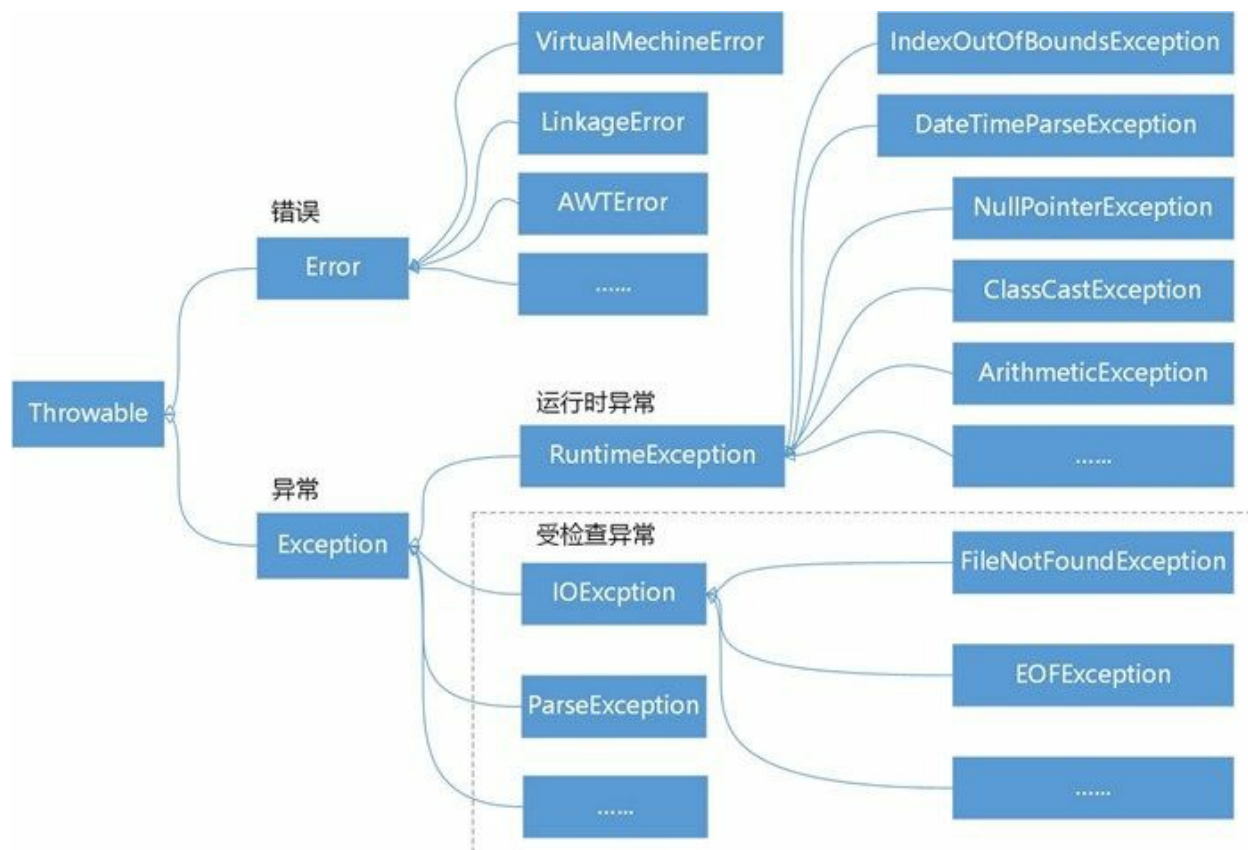 VirtualMechineError
LinkageError
AWTError
……
错误
Error
Throwable
异常
Exception
运行时异常
RuntimeException
IndexOutOfBoundsException
DateTimeParseException
NullPointerException
ClassCastException
ArithmeticException
……
受检查异常
IOExcption
ParseException
……
FileNotFoundException
EOFException
……